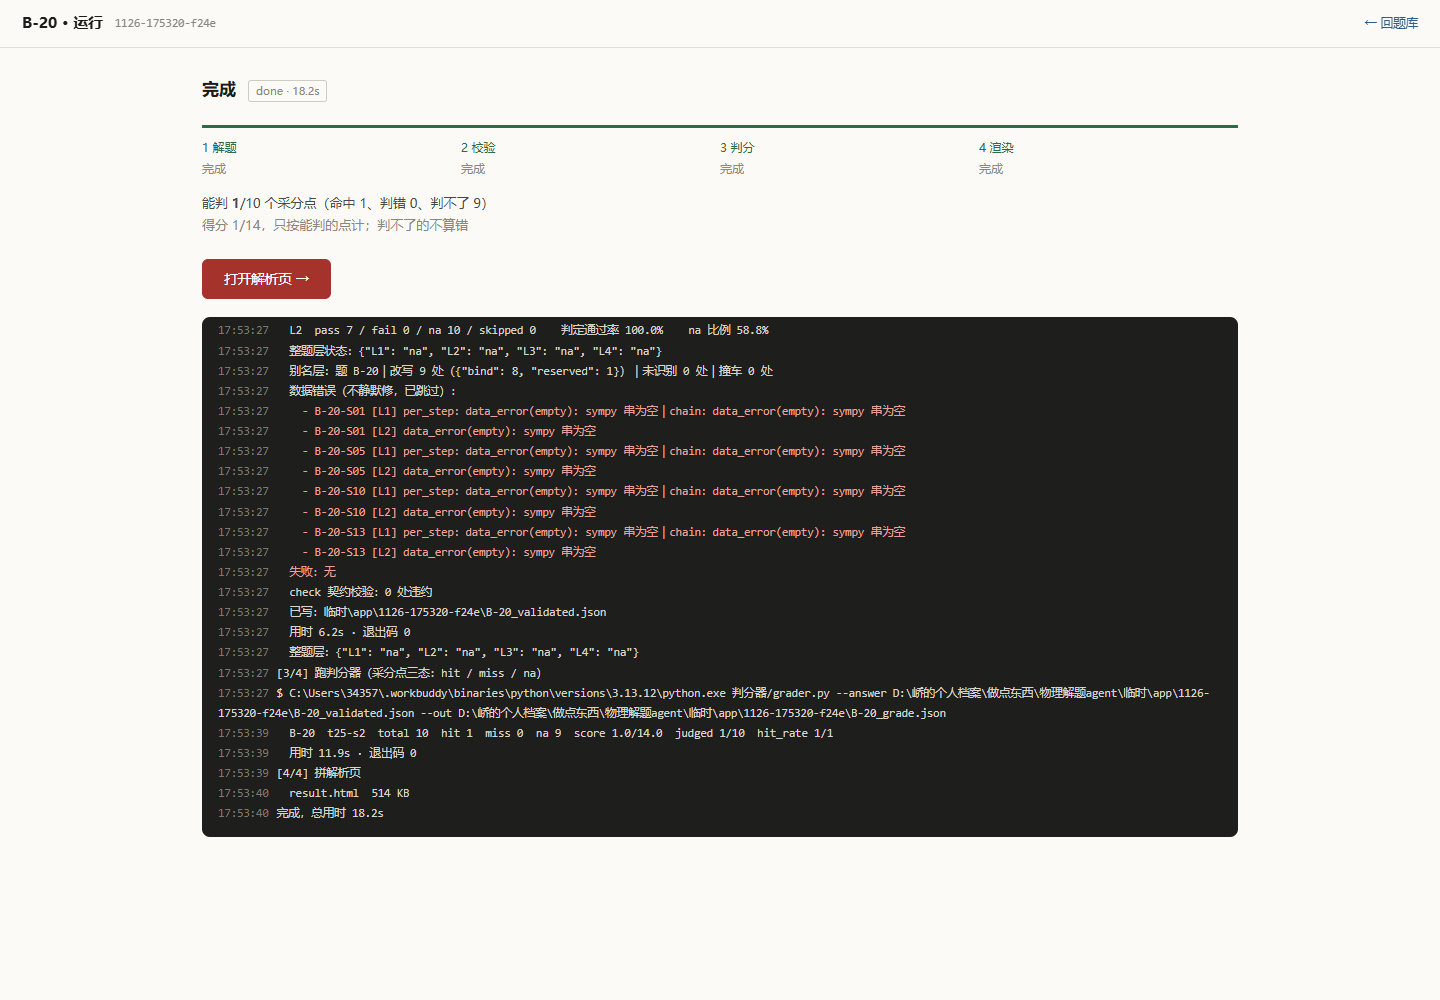 B-20 • 运行 1126-175320-f24e
← 回题库
完成 done · 18.2s
1 解题 2 校验 3 判分 4 渲染
完成 完成 完成 完成
能判 1/10 个采分点（命中 1、判错 0、判不了 9）
得分 1/14，只按能判的点计；判不了的不算错
打开解析页 →
17:53:27 L2 pass 7 / fail 0 / na 10 / skipped 0 判定通过率 100.0% na 比例 58.8%
17:53:27 整题层状态: {"L1": "na", "L2": "na", "L3": "na", "L4": "na"}
17:53:27 别名层: 题 B-20 | 改写 9 处 ({"bind": 8, "reserved": 1}) | 未识别 0 处 | 撞车 0 处
17:53:27 数据错误（不静默修，已跳过）:
17:53:27 - B-20-S01 [L1] per_step: data_error(empty): sympy 串为空 | chain: data_error(empty): sympy 串为空
17:53:27 - B-20-S01 [L2] data_error(empty): sympy 串为空
17:53:27 - B-20-S05 [L1] per_step: data_error(empty): sympy 串为空 | chain: data_error(empty): sympy 串为空
17:53:27 - B-20-S05 [L2] data_error(empty): sympy 串为空
17:53:27 - B-20-S10 [L1] per_step: data_error(empty): sympy 串为空 | chain: data_error(empty): sympy 串为空
17:53:27 - B-20-S10 [L2] data_error(empty): sympy 串为空
17:53:27 - B-20-S13 [L1] per_step: data_error(empty): sympy 串为空 | chain: data_error(empty): sympy 串为空
17:53:27 - B-20-S13 [L2] data_error(empty): sympy 串为空
17:53:27 失败: 无
17:53:27 check 契约校验: 0 处违约
17:53:27 已写: 临时\app\1126-175320-f24e\B-20_validated.json
17:53:27 用时 6.2s · 退出码 0
17:53:27 整题层: {"L1": "na", "L2": "na", "L3": "na", "L4": "na"}
17:53:27 [3/4] 跑判分器（采分点三态: hit / miss / na）
17:53:27 $ C:\Users\34357\.workbuddy\binaries\python\versions\3.13.12\python.exe 判分器/grader.py --answer D:\峤的个人档案\做点东西\物理解题agent\临时\app\1126-
175320-f24e\B-20_validated.json --out D:\峤的个人档案\做点东西\物理解题agent\临时\app\1126-175320-f24e\B-20_grade.json
17:53:39 B-20 t25-s2 total 10 hit 1 miss 0 na 9 score 1.0/14.0 judged 1/10 hit_rate 1/1
17:53:39 用时 11.9s · 退出码 0
17:53:39 [4/4] 拼解析页
17:53:40 result.html 514 KB
17:53:40 完成，总用时 18.2s